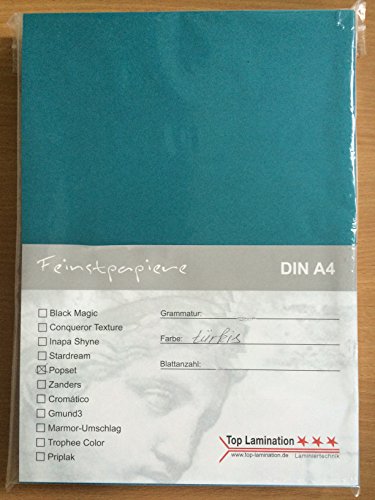 Feinstpapiere DIN A4
Black Magic
Conqueror Texture
Inapa Shyne
Stardream
Popset
Zanders
Cromático
Gmund3
Marmor-Umschlag
Trophee Color
Priplak
Grammatur:
Farbe: türkis
Blattanzahl:
Top Lamination
www.top-lamination.de Laminiertechnik